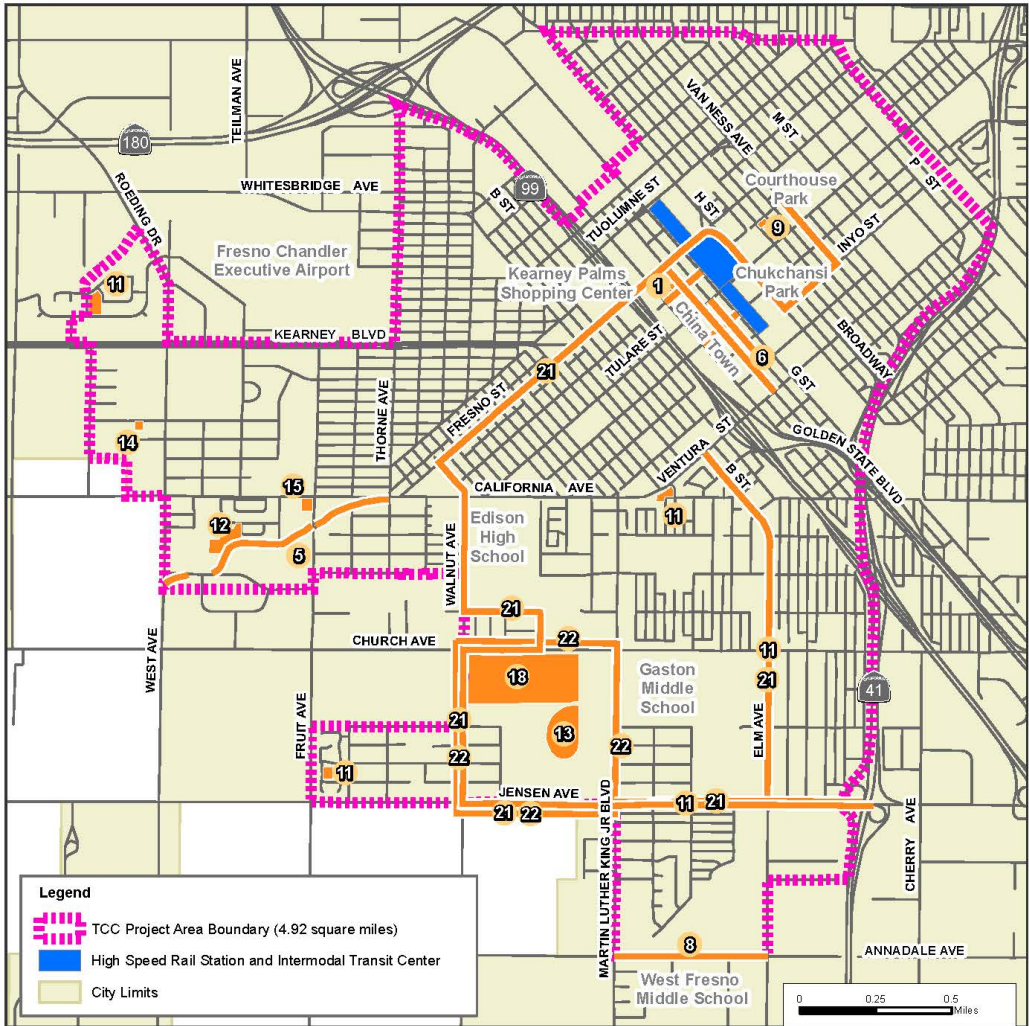 TEILMAN AVE
180
ROEDING DR
WHITESBRIDGE AVE
99
B ST
VAN NESS AVE
M ST
P ST
Courthouse
Park
9
INYO ST
H ST
TUOLUMNE ST
Fresno Chandler
Executive Airport
11
Kearney Palms
Shopping Center
1
Chukchansi
Park
China Town
KEARNEY BLVD
BROADWAY
6
G ST
TULARE ST
21
FRESNO ST
THORNE AVE
14
GOLDEN STATE BLVD
VENTURA ST
B ST
15
CALIFORNIA AVE
12
11
5
Edison
High
School
WALNUT AVE
21
CHURCH AVE
22
WEST AVE
18
Gaston
Middle
School
11
21
41
FRUIT AVE
21
13
22
22
ELM AVE
11
JENSEN AVE
11 21
21 22
MARTIN LUTHER KING JR BLVD
CHERRY AVE
8
ANNADALE AVE
West Fresno
Middle School
Legend
TCC Project Area Boundary (4.92 square miles)
High Speed Rail Station and Intermodal Transit Center
City Limits
0 0.25 0.5
Miles